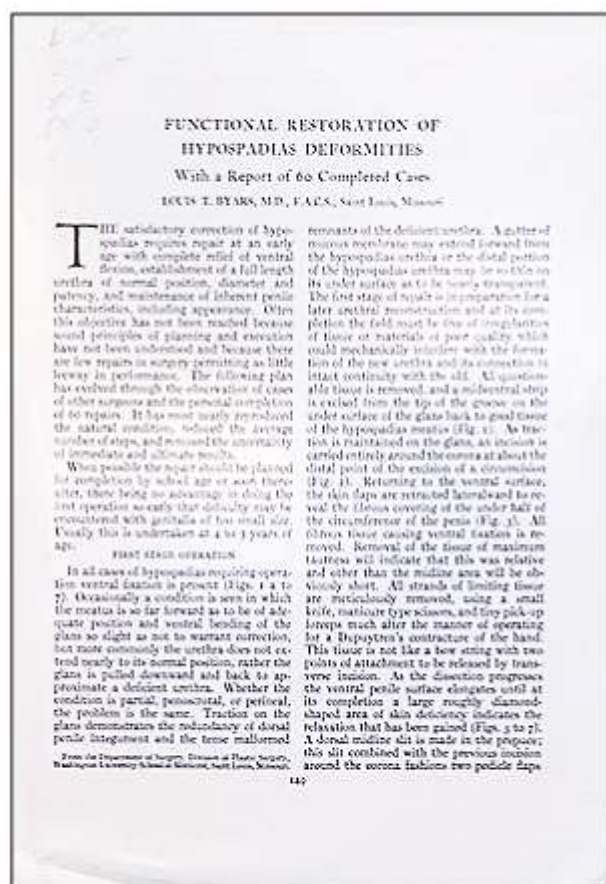 FUNCTIONAL RESTORATION OF
HYPOSPADIAS DEFORMITIES
With a Report of 60 Completed Cases
LOUIS T. BYARS, M.D., F.A.C.S., Saint Louis, Missouri
THE satisfactory correction of hypo-
spadias requires repair at an early
age with complete relief of ventral
flexion, establishment of a full length
urethra of normal position, diameter and
patency, and maintenance of inherent penile
characteristics, including appearance. Often
this objective has not been reached because
sound principles of planning and execution
have not been understood and because there
are few repairs in surgery permitting as little
leeway in performance. The following plan
has evolved through the observation of cases
of other surgeons and the personal completion
of 60 repairs. It has most nearly reproduced
the natural condition, reduced the average
number of steps, and removed the uncertainty
of immediate and ultimate results.
When possible the repair should be planned
for completion by school age or soon there-
after, there being no advantage in doing the
first operation so early that difficulty may be
encountered with genitalia of too small size.
Usually this is undertaken at 4 to 5 years of
age.
FIRST STAGE OPERATION
In all cases of hypospadias requiring opera-
tion ventral fixation is present (Figs. 1 a to
7). Occasionally a condition is seen in which
the meatus is so far forward as to be of ade-
quate position and ventral bending of the
glans so slight as not to warrant correction,
but more commonly the urethra does not ex-
tend nearly to its normal position, rather the
glans is pulled downward and back to ap-
proximate a deficient urethra. Whether the
condition is partial, penoscrotal, or perineal,
the problem is the same. Traction on the
glans demonstrates the redundancy of dorsal
penile integument and the tense malformed
From the Department of Surgery, Division of Plastic Surgery,
Washington University School of Medicine, Saint Louis, Missouri.
remnants of the deficient urethra. A gutter of
mucous membrane may extend forward from
the hypospadias urethra or the distal portion
of the hypospadias urethra may be so thin on
its under surface as to be nearly transparent.
The first stage of repair is in preparation for a
later urethral reconstruction and at its com-
pletion the field must be free of irregularities
of tissue or materials of poor quality which
could mechanically interfere with the forma-
tion of the new urethra and its connection in
intact continuity with the old. All question-
able tissue is removed, and a midventral strip
is excised from the top of the groove on the
under surface of the glans back to good tissue
of the hypospadias meatus (Fig. 1). As trac-
tion is maintained on the glans, an incision is
carried entirely around the corona at about the
distal point of the excision of a circumcision
(Fig. 2). Returning to the ventral surface,
the skin flaps are retracted lateralward to re-
veal the fibrous covering of the under half of
the circumference of the penis (Fig. 3). All
fibrous tissue causing ventral fixation is re-
moved. Removal of the tissue of maximum
tautness will indicate that this was relative
and other than the midline area will be ob-
viously short. All strands of limiting tissue
are meticulously removed, using a small
knife, manicure type scissors, and tiny pick-up
forceps much after the manner of operating
for a Depuytren's contracture of the hand.
This tissue is not like a bow string with two
points of attachment to be released by trans-
verse incision. As the dissection progresses
the ventral penile surface elongates until at
its completion a large roughly diamond-
shaped area of skin deficiency indicates the
relaxation that has been gained (Figs. 5 to 7).
A dorsal midline slit is made in the prepuce;
this slit combined with the previous incision
around the corona fashions two pedicle flaps
149